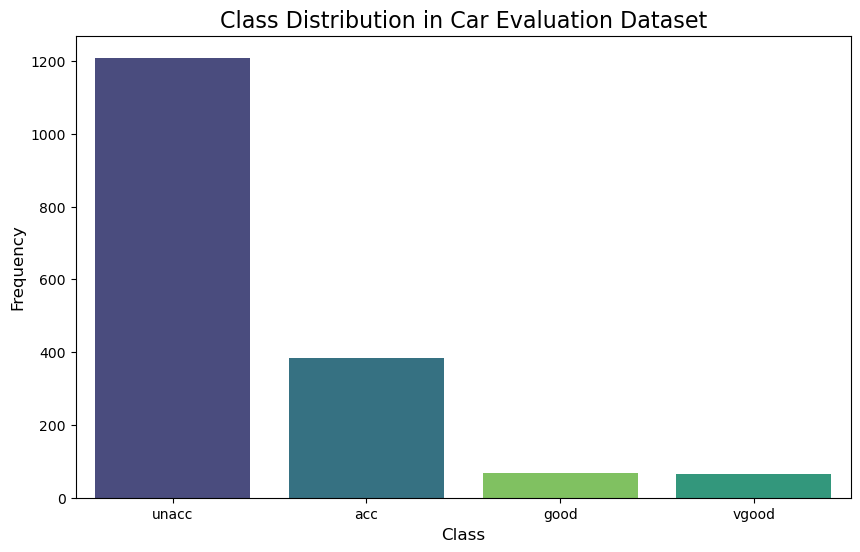 Class Distribution in Car Evaluation Dataset
1200
1000
800
600
400
200
0
Frequency
unacc acc good vgood
Class